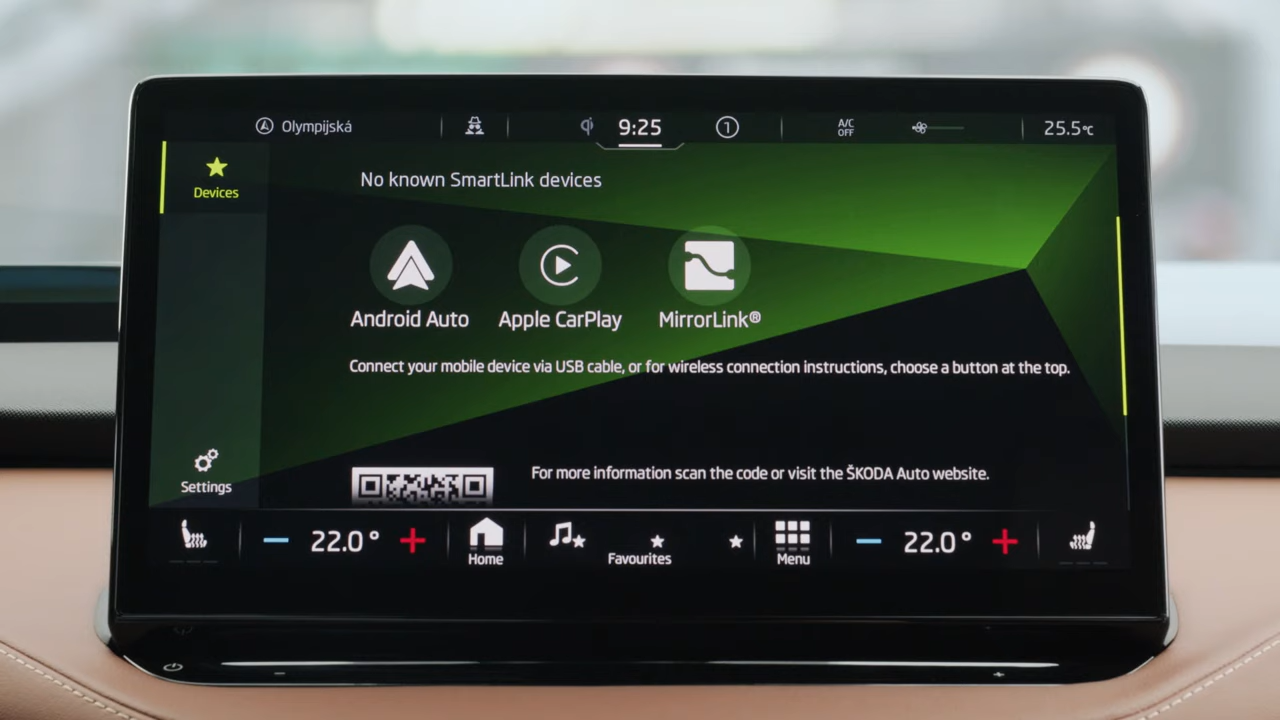 Olympijská
9:25
1
A/C
OFF
25.5°C
Devices
No known SmartLink devices
Android Auto
Apple CarPlay
MirrorLink®
Connect your mobile device via USB cable, or for wireless connection instructions, choose a button at the top.
For more information scan the code or visit the ŠKODA Auto website.
Settings
22.0°
Home
Favourites
Menu
22.0°